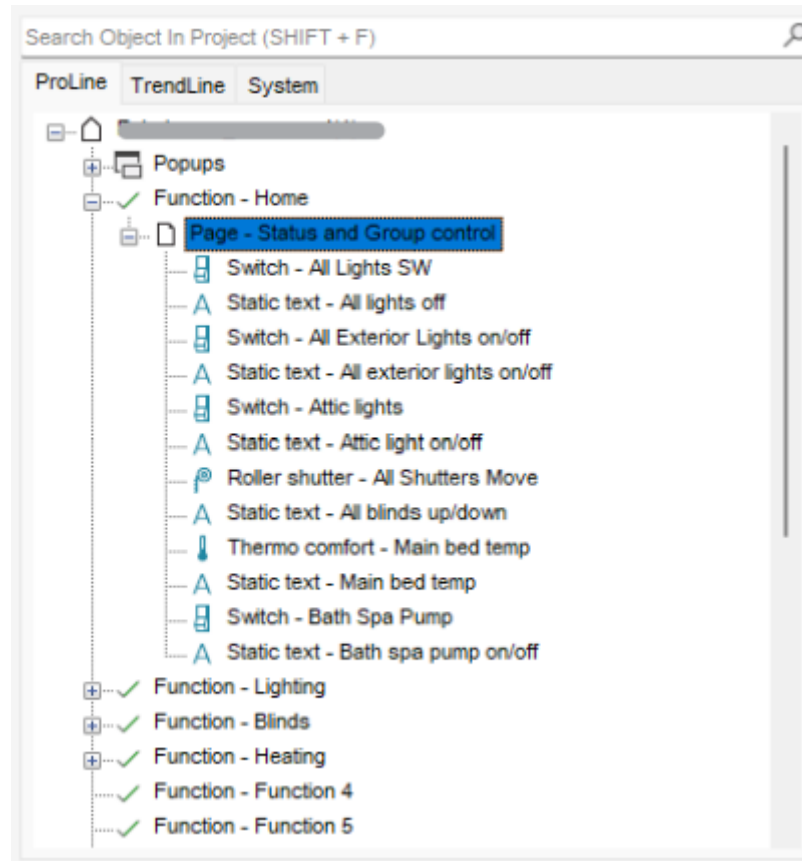 Search Object In Project (SHIFT + F)
ProLine TrendLine System
Popups
Function - Home
Page - Status and Group control
Switch - All Lights SW
Static text - All lights off
Switch - All Exterior Lights on/off
Static text - All exterior lights on/off
Switch - Attic lights
Static text - Attic light on/off
Roller shutter - All Shutters Move
Static text - All blinds up/down
Thermo comfort - Main bed temp
Static text - Main bed temp
Switch - Bath Spa Pump
Static text - Bath spa pump on/off
Function - Lighting
Function - Blinds
Function - Heating
Function - Function 4
Function - Function 5